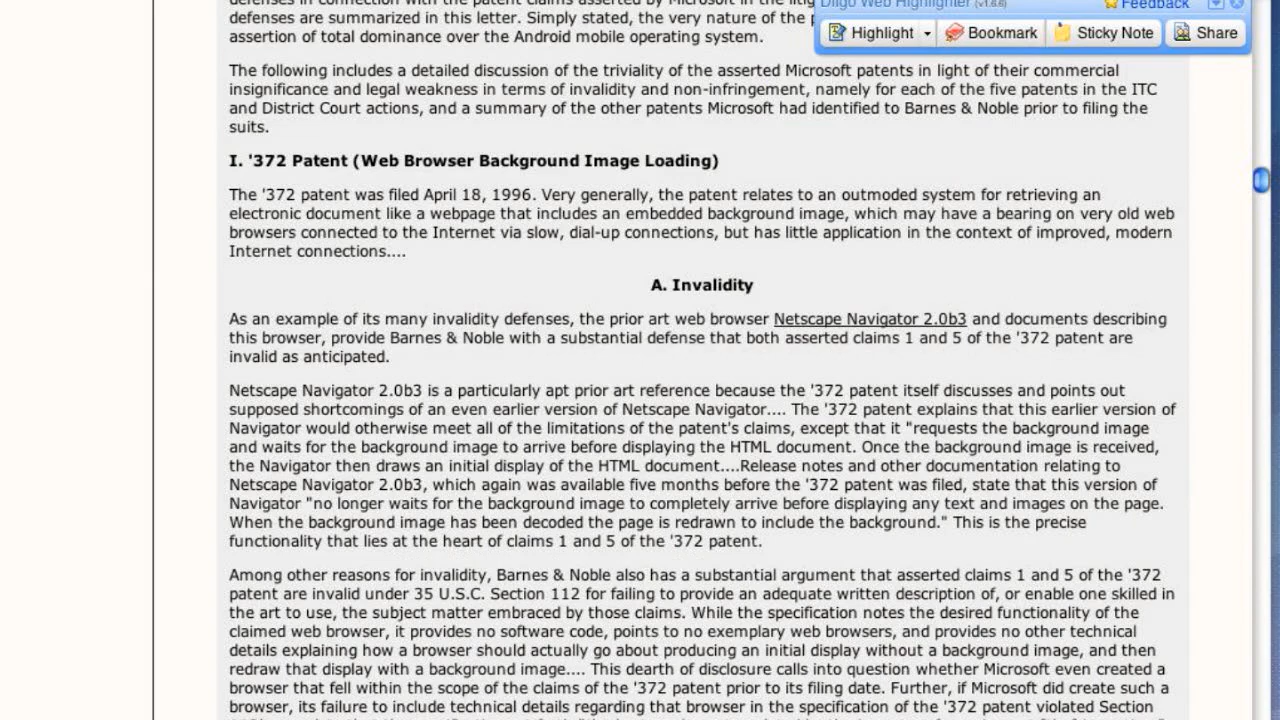 defenses in connection with the patent claims asserted by Microsoft in the
Diigo Web Highlighter (v1.6.6)
Feedback
defenses are summarized in this letter. Simply stated, the very nature of the
Highlight Bookmark Sticky Note Share
assertion of total dominance over the Android mobile operating system.
The following includes a detailed discussion of the triviality of the asserted Microsoft patents in light of their commercial
insignificance and legal weakness in terms of invalidity and non-infringement, namely for each of the five patents in the ITC
and District Court actions, and a summary of the other patents Microsoft had identified to Barnes & Noble prior to filing the
suits.
I. '372 Patent (Web Browser Background Image Loading)
The '372 patent was filed April 18, 1996. Very generally, the patent relates to an outmoded system for retrieving an
electronic document like a webpage that includes an embedded background image, which may have a bearing on very old web
browsers connected to the Internet via slow, dial-up connections, but has little application in the context of improved, modern
Internet connections....
A. Invalidity
As an example of its many invalidity defenses, the prior art web browser Netscape Navigator 2.0b3 and documents describing
this browser, provide Barnes & Noble with a substantial defense that both asserted claims 1 and 5 of the '372 patent are
invalid as anticipated.
Netscape Navigator 2.0b3 is a particularly apt prior art reference because the '372 patent itself discusses and points out
supposed shortcomings of an even earlier version of Netscape Navigator.... The '372 patent explains that this earlier version of
Navigator would otherwise meet all of the limitations of the patent's claims, except that it "requests the background image
and waits for the background image to arrive before displaying the HTML document. Once the background image is received,
the Navigator then draws an initial display of the HTML document....Release notes and other documentation relating to
Netscape Navigator 2.0b3, which again was available five months before the '372 patent was filed, state that this version of
Navigator "no longer waits for the background image to completely arrive before displaying any text and images on the page.
When the background image has been decoded the page is redrawn to include the background." This is the precise
functionality that lies at the heart of claims 1 and 5 of the '372 patent.
Among other reasons for invalidity, Barnes & Noble also has a substantial argument that asserted claims 1 and 5 of the '372
patent are invalid under 35 U.S.C. Section 112 for failing to provide an adequate written description of, or enable one skilled in
the art to use, the subject matter embraced by those claims. While the specification notes the desired functionality of the
claimed web browser, it provides no software code, points to no exemplary web browsers, and provides no other technical
details explaining how a browser should actually go about producing an initial display without a background image, and then
redraw that display with a background image.... This dearth of disclosure calls into question whether Microsoft even created a
browser that fell within the scope of the claims of the '372 patent prior to its filing date. Further, if Microsoft did create such a
browser, its failure to include technical details regarding that browser in the specification of the '372 patent violated Section